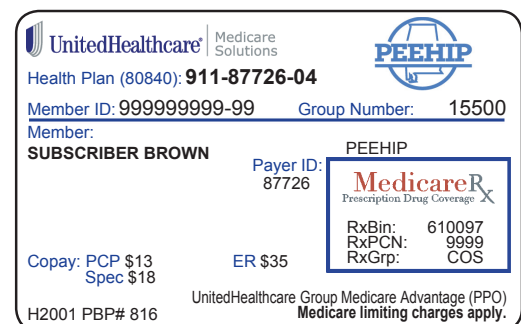 UnitedHealthcare® Medicare Solutions
PEEHIP
Health Plan (80840): 911-87726-04
Member ID: 999999999-99 Group Number: 15500
Member:
SUBSCRIBER BROWN
PEEHIP
Payer ID:
87726
MedicareRx
Prescription Drug Coverage
RxBin: 610097
RxPCN: 9999
RxGrp: COS
Copay: PCP $13 ER $35
Spec $18
UnitedHealthcare Group Medicare Advantage (PPO)
H2001 PBP# 816 Medicare limiting charges apply.